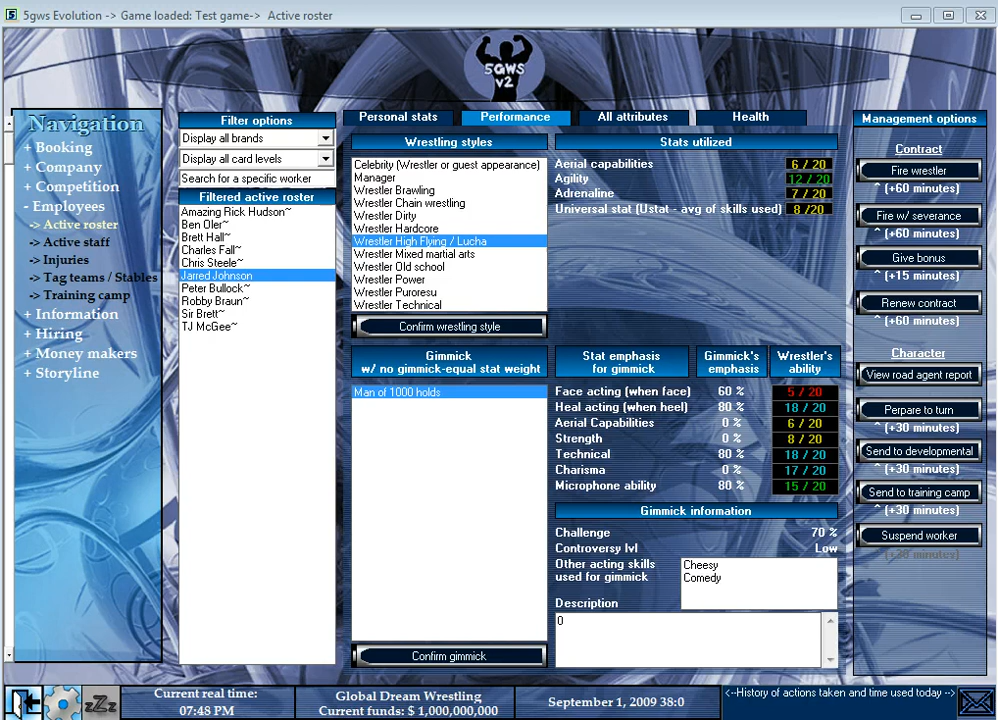 5gws Evolution -> Game loaded: Test game-> Active roster
5GWS
v2
Navigation
+ Booking
+ Company
+ Competition
- Employees
-> Active roster
-> Active staff
-> Injuries
-> Tag teams / Stables
-> Training camp
+ Information
+ Hiring
+ Money makers
+ Storyline
Filter options
Display all brands
Display all card levels
Search for a specific worker
Filtered active roster
Amazing Rick Hudson~
Ben Oler~
Brett Hall~
Charles Fall~
Chris Steele~
Jarred Johnson
Peter Bullock~
Robby Braun~
Sir Brett~
TJ McGee~
Personal stats
Performance
All attributes
Health
Wrestling styles
Celebrity (Wrestler or guest appearance)
Manager
Wrestler Brawling
Wrestler Chain wrestling
Wrestler Dirty
Wrestler Hardcore
Wrestler High Flying / Lucha
Wrestler Mixed martial arts
Wrestler Old school
Wrestler Power
Wrestler Puroresu
Wrestler Technical
Confirm wrestling style
Stats utilized
Aerial capabilities 6 / 20
Agility 12 / 20
Adrenaline 7 / 20
Universal stat (Ustat - avg of skills used) 8 /20
Gimmick
w/ no gimmick-equal stat weight
Man of 1000 holds
Confirm gimmick
Stat emphasis
for gimmick
Gimmick's
emphasis
Wrestler's
ability
Face acting (when face) 60 % 5 / 20
Heal acting (when heel) 80 % 18 / 20
Aerial Capabilities 0 % 6 / 20
Strength 0 % 8 / 20
Technical 80 % 18 / 20
Charisma 0 % 17 / 20
Microphone ability 80 % 15 / 20
Gimmick information
Challenge 70 %
Controversy lvl Low
Other acting skills
used for gimmick
Cheesy
Comedy
Description
0
Management options
Contract
Fire wrestler
^ (+60 minutes)
Fire w/ severance
^ (+60 minutes)
Give bonus
^ (+15 minutes)
Renew contract
^ (+60 minutes)
Character
View road agent report
Perpare to turn
^ (+30 minutes)
Send to developmental
^ (+30 minutes)
Send to training camp
^ (+30 minutes)
Suspend worker
^ (+30 minutes)
zZz
Current real time:
07:48 PM
Global Dream Wrestling
Current funds: $ 1,000,000,000
September 1, 2009 38:0
<--History of actions taken and time used today -->